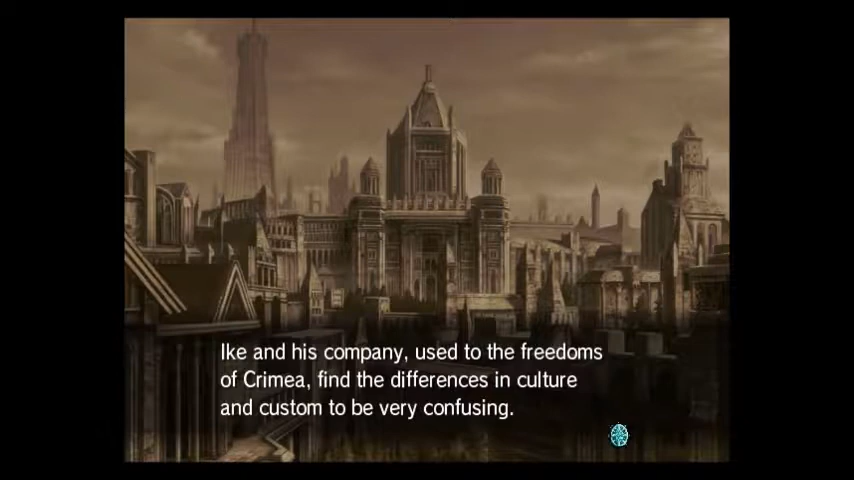 Ike and his company, used to the freedoms
of Crimea, find the differences in culture
and custom to be very confusing.